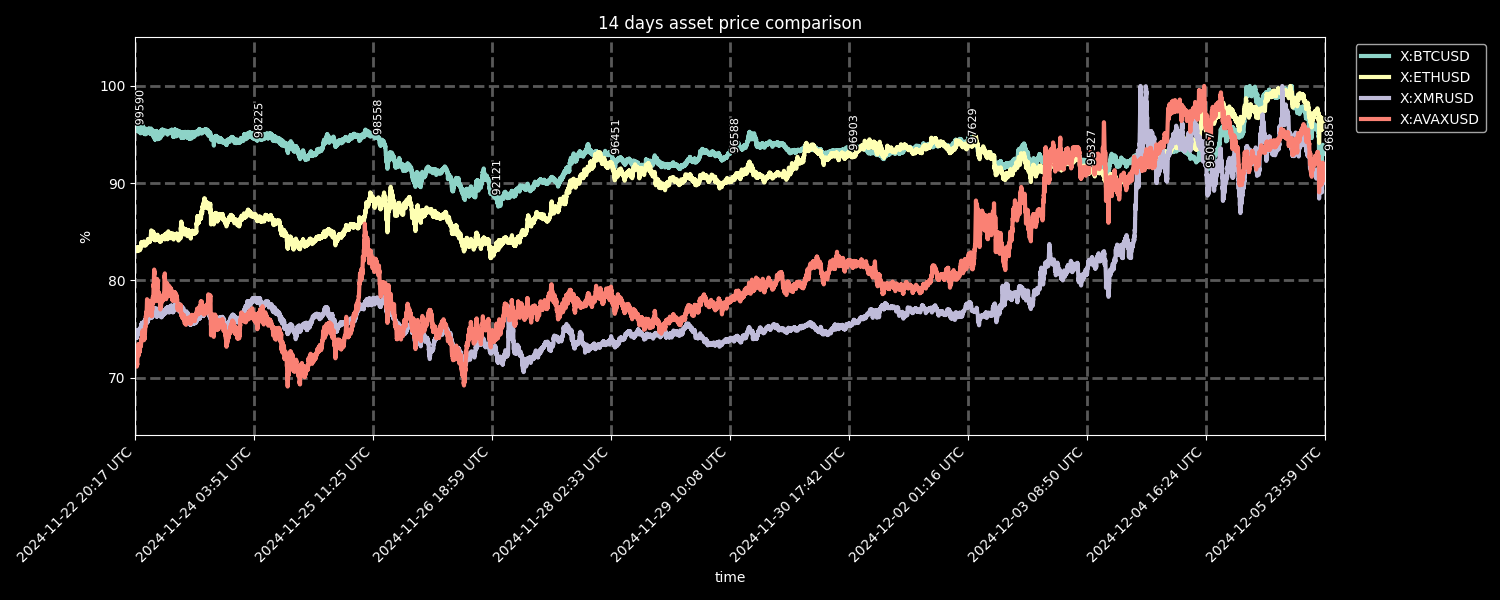 14 days asset price comparison
X:BTCUSD
X:ETHUSD
X:XMRUSD
X:AVAXUSD
100
90
80
70
%
99590
98225
98558
92121
96451
96588
96903
97629
95327
95057
96856
2024-11-22 20:17 UTC
2024-11-24 03:51 UTC
2024-11-25 11:25 UTC
2024-11-26 18:59 UTC
2024-11-28 02:33 UTC
2024-11-29 10:08 UTC
2024-11-30 17:42 UTC
2024-12-02 01:16 UTC
2024-12-03 08:50 UTC
2024-12-04 16:24 UTC
2024-12-05 23:59 UTC
time